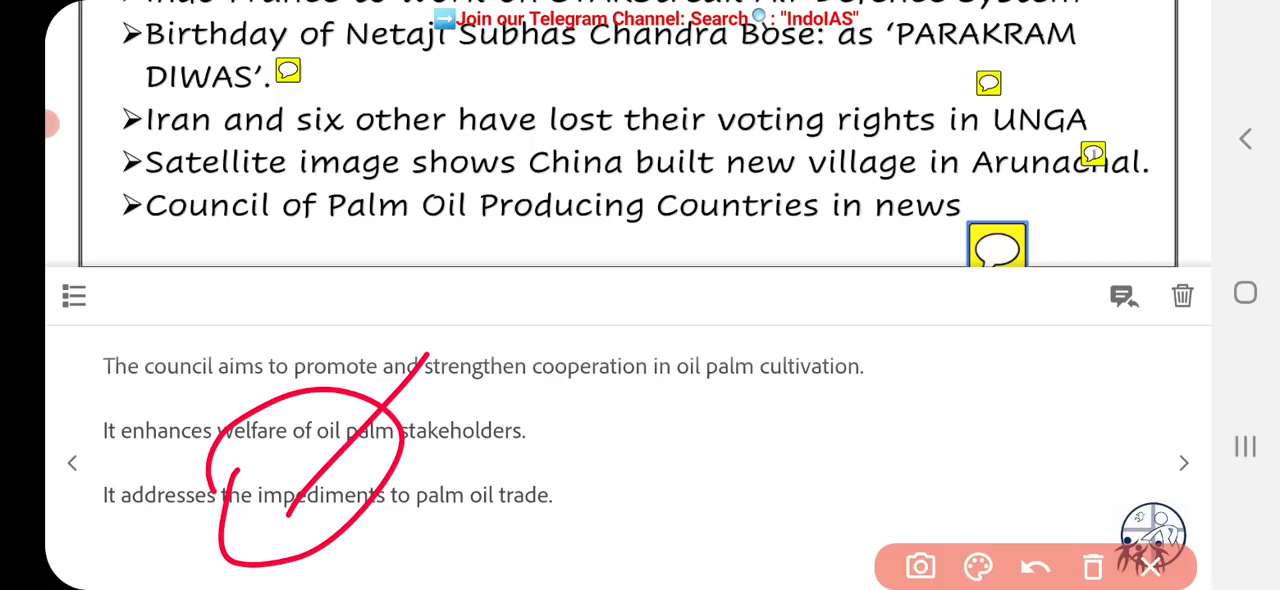 ➡Join our Telegram Channel: Search🔍: "IndoIAS"
➢Birthday of Netaji Subhas Chandra Bose: as ‘PARAKRAM
DIWAS’.
➢Iran and six other have lost their voting rights in UNGA
➢Satellite image shows China built new village in Arunachal.
➢Council of Palm Oil Producing Countries in news
The council aims to promote and strengthen cooperation in oil palm cultivation.
It enhances welfare of oil palm stakeholders.
It addresses the impediments to palm oil trade.